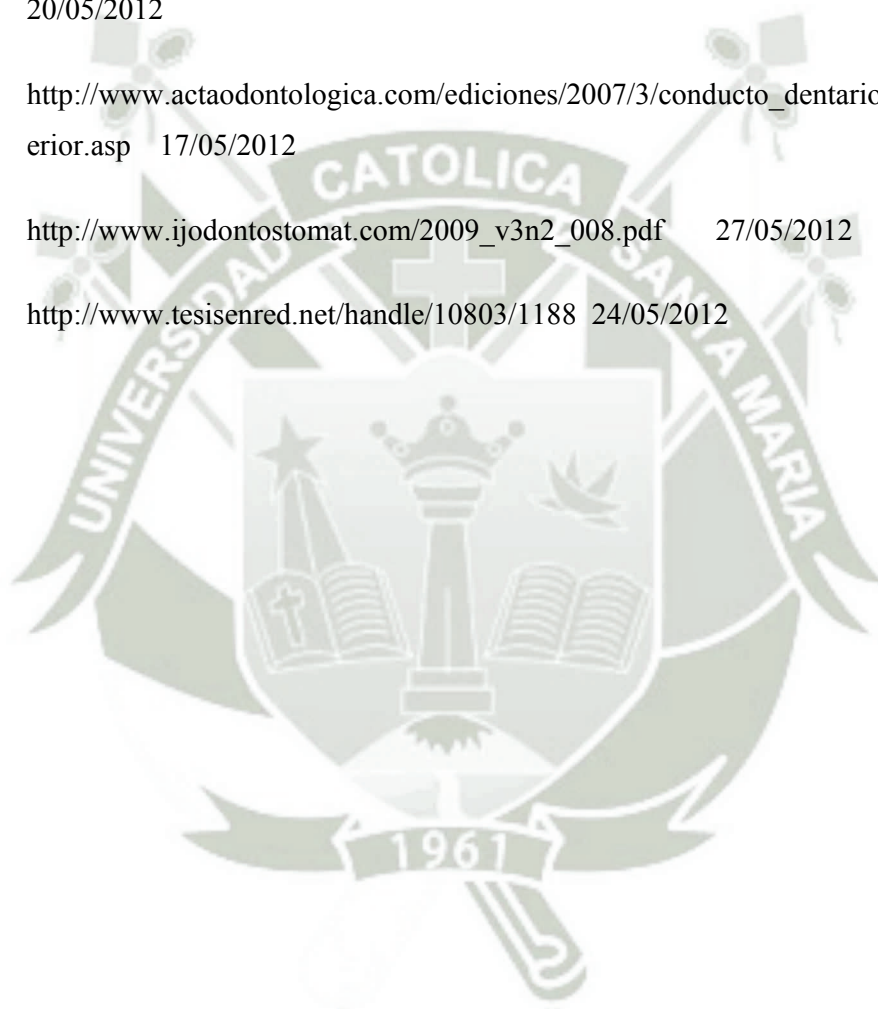 20/05/2012
http://www.actaodontologica.com/ediciones/2007/3/conducto_dentario
erior.asp 17/05/2012
http://www.ijodontostomat.com/2009_v3n2_008.pdf 27/05/2012
http://www.tesisenred.net/handle/10803/1188 24/05/2012
UNIVERSIDAD CATOLICA SANTA MARIA
1961